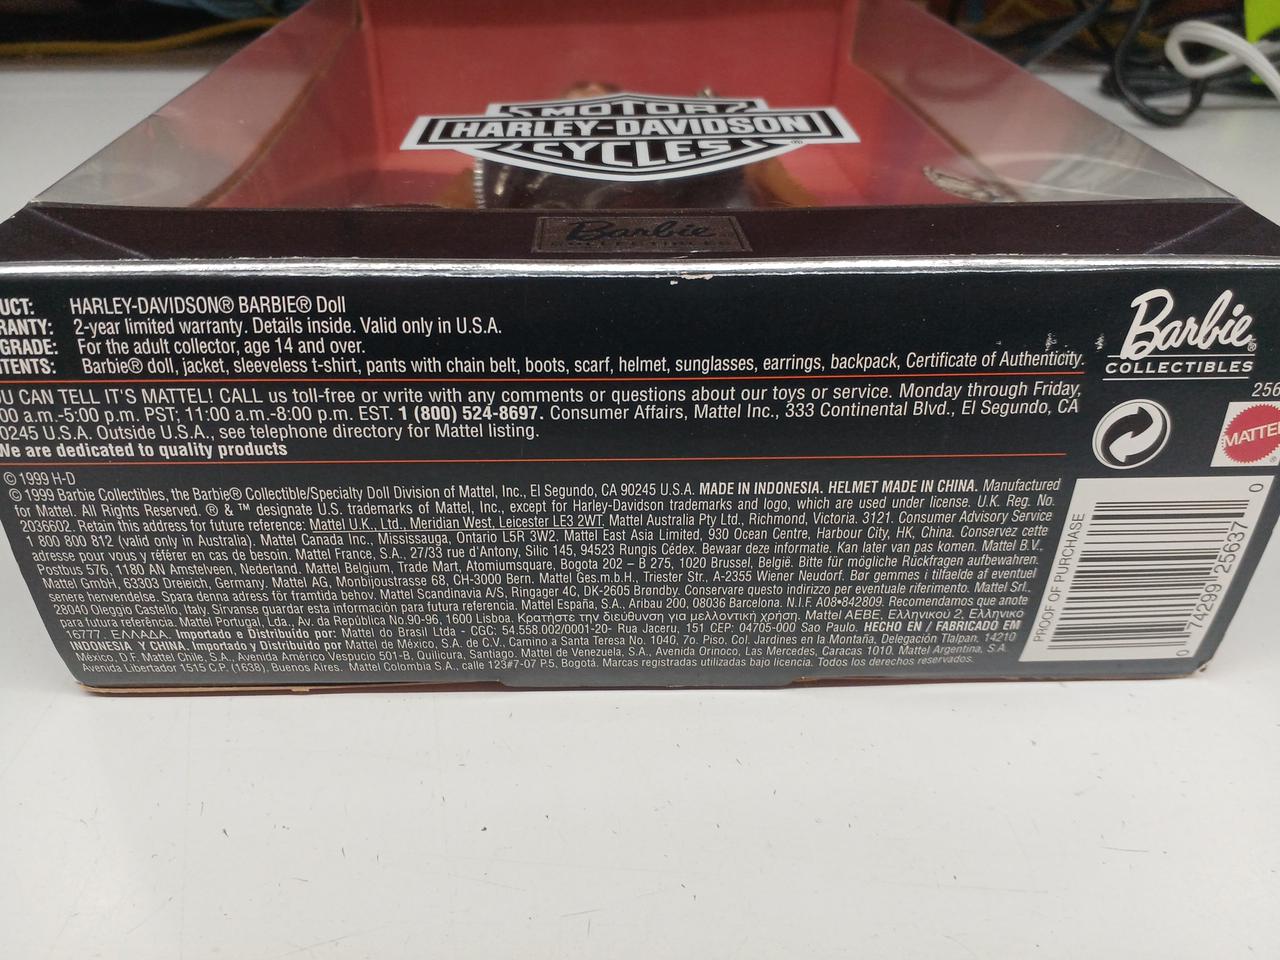 MOTOR
HARLEY-DAVIDSON
CYCLES®
Barbie
COLLECTIBLES
UCT: HARLEY-DAVIDSON® BARBIE® Doll
RANTY: 2-year limited warranty. Details inside. Valid only in U.S.A.
GRADE: For the adult collector, age 14 and over.
TENTS: Barbie® doll, jacket, sleeveless t-shirt, pants with chain belt, boots, scarf, helmet, sunglasses, earrings, backpack, Certificate of Authenticity.
OU CAN TELL IT'S MATTEL! CALL us toll-free or write with any comments or questions about our toys or service. Monday through Friday,
00 a.m.-5:00 p.m. PST; 11:00 a.m.-8:00 p.m. EST. 1 (800) 524-8697. Consumer Affairs, Mattel Inc., 333 Continental Blvd., El Segundo, CA
0245 U.S.A. Outside U.S.A., see telephone directory for Mattel listing.
We are dedicated to quality products
Barbie®
COLLECTIBLES
256
MATTEL
®
© 1999 H-D
© 1999 Barbie Collectibles, the Barbie® Collectible/Specialty Doll Division of Mattel, Inc., El Segundo, CA 90245 U.S.A. MADE IN INDONESIA. HELMET MADE IN CHINA. Manufactured
for Mattel. All Rights Reserved. ® & ™ designate U.S. trademarks of Mattel, Inc., except for Harley-Davidson trademarks and logo, which are used under license. U.K. Reg. No.
2036602. Retain this address for future reference: Mattel U.K., Ltd., Meridian West, Leicester LE3 2WT. Mattel Australia Pty Ltd., Richmond, Victoria. 3121. Consumer Advisory Service
1 800 800 812 (valid only in Australia). Mattel Canada Inc., Mississauga, Ontario L5R 3W2. Mattel East Asia Limited, 930 Ocean Centre, Harbour City, HK, China. Conservez cette
adresse pour vous y référer en cas de besoin. Mattel France, S.A., 27/33 rue d'Antony, Silic 145, 94523 Rungis Cédex. Bewaar deze informatie. Kan later van pas komen. Mattel B.V.,
Postbus 576, 1180 AN Amstelveen, Nederland. Mattel Belgium, Trade Mart, Atomiumsquare, Bogota 202 – B 275, 1020 Brussel, België. Bitte für mögliche Rückfragen aufbewahren.
Mattel GmbH, 63303 Dreieich, Germany. Mattel AG, Monbijoustrasse 68, CH-3000 Bern. Mattel Ges.m.b.H., Triester Str., A-2355 Wiener Neudorf. Bør gemmes i tilfælde af eventuel
senere henvendelse. Spara denna adress för framtida behov. Mattel Scandinavia A/S, Ringager 4C, DK-2605 Brøndby. Conservare questo indirizzo per eventuale riferimento. Mattel Srl.,
28040 Oleggio Castello, Italy. Sírvanse guardar esta información para futura referencia. Mattel España, S.A., Aribau 200, 08036 Barcelona. N.I.F. A08•842809. Recomendamos que anote
para futura referência. Mattel Portugal, Lda., Av. da República No.90-96, 1600 Lisboa. Κρατήστε την διεύθυνση για μελλοντική χρήση. Mattel AEBE, Ελληνικού 2, Ελληνικό
16777, ΕΛΛΑΔΑ. Importado e Distribuído por: Mattel do Brasil Ltda - CGC: 54.558.002/0001-20- Rua Jaceru, 151 CEP: 04705-000 Sao Paulo. HECHO EN / FABRICADO EM
INDONESIA Y CHINA. Importado y Distribuido por Mattel de México, S.A. de C.V., Camino a Santa Teresa No. 1040, 7o. Piso, Col. Jardines en la Montaña, Delegación Tlalpan, 14210
México, D.F. Mattel Chile, S.A., Avenida Américo Vespucio 501-B, Quilicura, Santiago. Mattel de Venezuela, S.A., Avenida Orinoco, Las Mercedes, Caracas 1010. Mattel Argentina, S.A.
Avenida Libertador 1515 C.P. (1638), Buenos Aires. Mattel Colombia S.A., calle 123#7-07 P.5, Bogotá. Marcas registradas utilizadas bajo licencia. Todos los derechos reservados.
PROOF OF PURCHASE
0 74299 25637 0